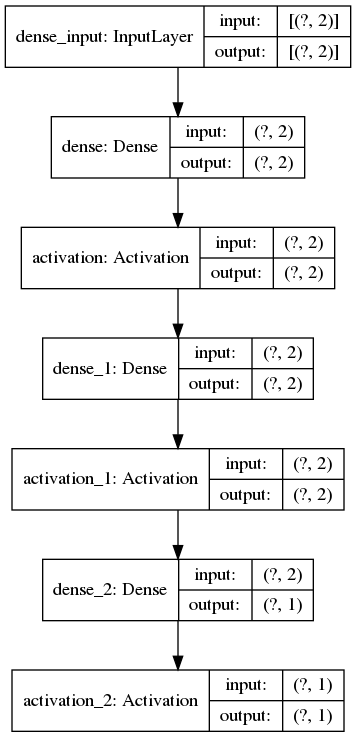 dense_input: InputLayer
input: [(?, 2)]
output: [(?, 2)]
dense: Dense
input: (?, 2)
output: (?, 2)
activation: Activation
input: (?, 2)
output: (?, 2)
dense_1: Dense
input: (?, 2)
output: (?, 2)
activation_1: Activation
input: (?, 2)
output: (?, 2)
dense_2: Dense
input: (?, 2)
output: (?, 1)
activation_2: Activation
input: (?, 1)
output: (?, 1)